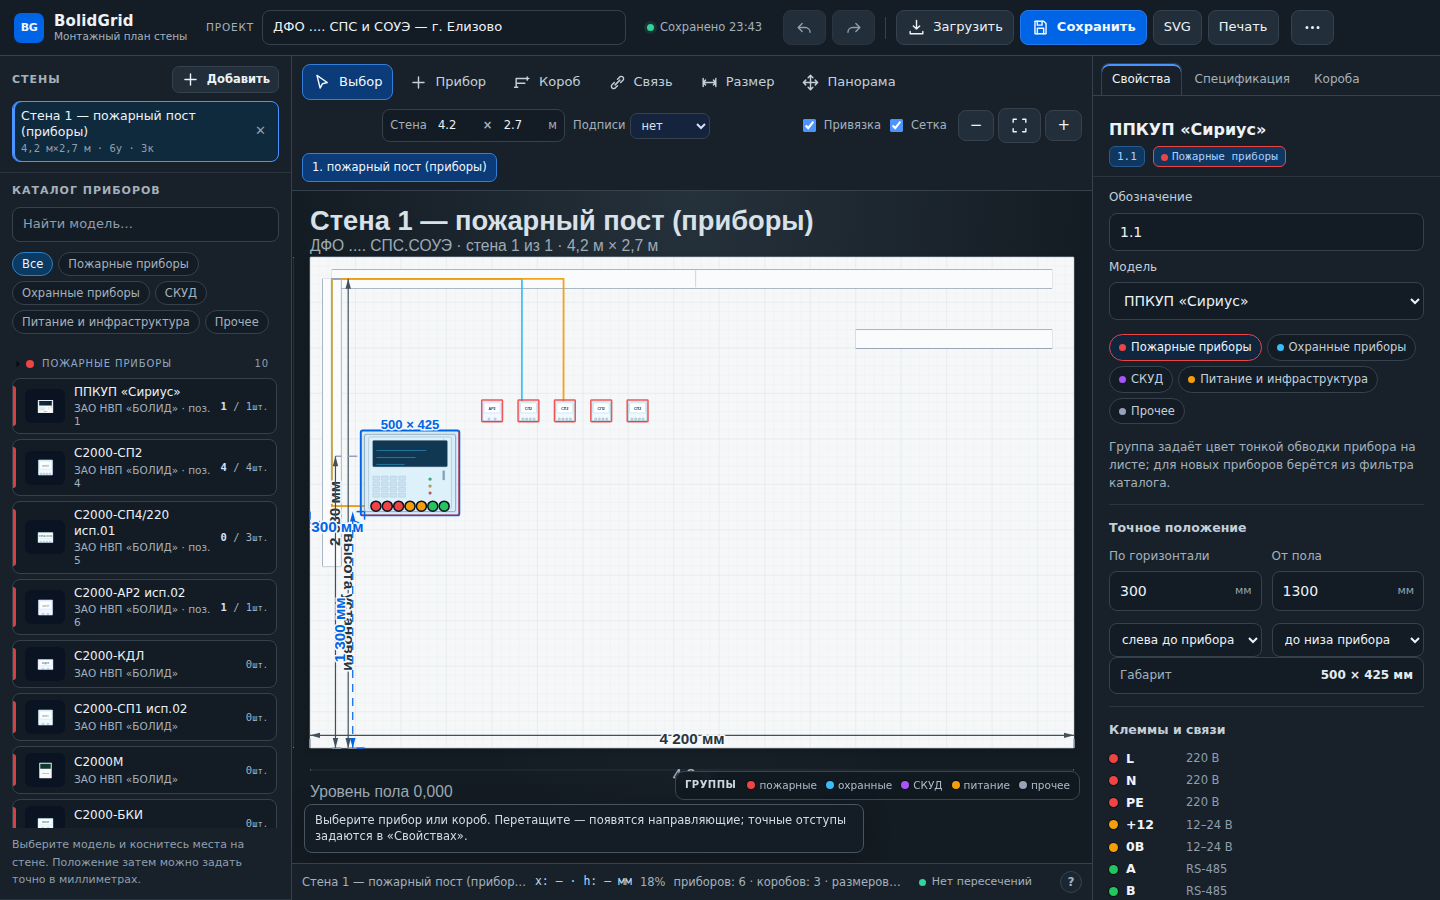 BG
BolidGrid
Монтажный план стены
ПРОЕКТ
ДФО .... СПС и СОУЭ — г. Елизово
Сохранено 23:43
Загрузить
Сохранить
SVG
Печать
СТЕНЫ
Добавить
Стена 1 — пожарный пост (приборы)
4,2 м×2,7 м · 6у · 3к
КАТАЛОГ ПРИБОРОВ
Найти модель…
Все
Пожарные приборы
Охранные приборы
СКУД
Питание и инфраструктура
Прочее
ПОЖАРНЫЕ ПРИБОРЫ 10
ППКУП «Сириус»
ЗАО НВП «БОЛИД» · поз. 1
1 / 1шт.
С2000-СП2
ЗАО НВП «БОЛИД» · поз. 4
4 / 4шт.
С2000-СП4/220 исп.01
ЗАО НВП «БОЛИД» · поз. 5
0 / 3шт.
С2000-АР2 исп.02
ЗАО НВП «БОЛИД» · поз. 6
1 / 1шт.
С2000-КДЛ
ЗАО НВП «БОЛИД»
0шт.
С2000-СП1 исп.02
ЗАО НВП «БОЛИД»
0шт.
С2000М
ЗАО НВП «БОЛИД»
0шт.
С2000-БКИ
0шт.
Выберите модель и коснитесь места на стене. Положение затем можно задать точно в миллиметрах.
Выбор
Прибор
Короб
Связь
Размер
Панорама
Стена 4.2 × 2.7 м
Подписи нет
Привязка
Сетка
1. пожарный пост (приборы)
Стена 1 — пожарный пост (приборы)
ДФО .... СПС.СОУЭ · стена 1 из 1 · 4,2 м × 2,7 м
500 × 425
300 мм
1 300 мм
4 200 мм
Уровень пола 0,000
ГРУППЫ
пожарные
охранные
СКУД
питание
прочее
Выберите прибор или короб. Перетащите — появятся направляющие; точные отступы задаются в «Свойствах».
Стена 1 — пожарный пост (прибор…
x: — · h: — мм
18%
приборов: 6 · коробов: 3 · размеров…
Нет пересечений
?
Свойства
Спецификация
Короба
ППКУП «Сириус»
1.1
Пожарные приборы
Обозначение
1.1
Модель
ППКУП «Сириус»
Пожарные приборы
Охранные приборы
СКУД
Питание и инфраструктура
Прочее
Группа задаёт цвет тонкой обводки прибора на листе; для новых приборов берётся из фильтра каталога.
Точное положение
По горизонтали
От пола
300 мм
1300 мм
слева до прибора
до низа прибора
Габарит 500 × 425 мм
Клеммы и связи
L 220 В
N 220 В
PE 220 В
+12 12–24 В
0В 12–24 В
A RS-485
B RS-485